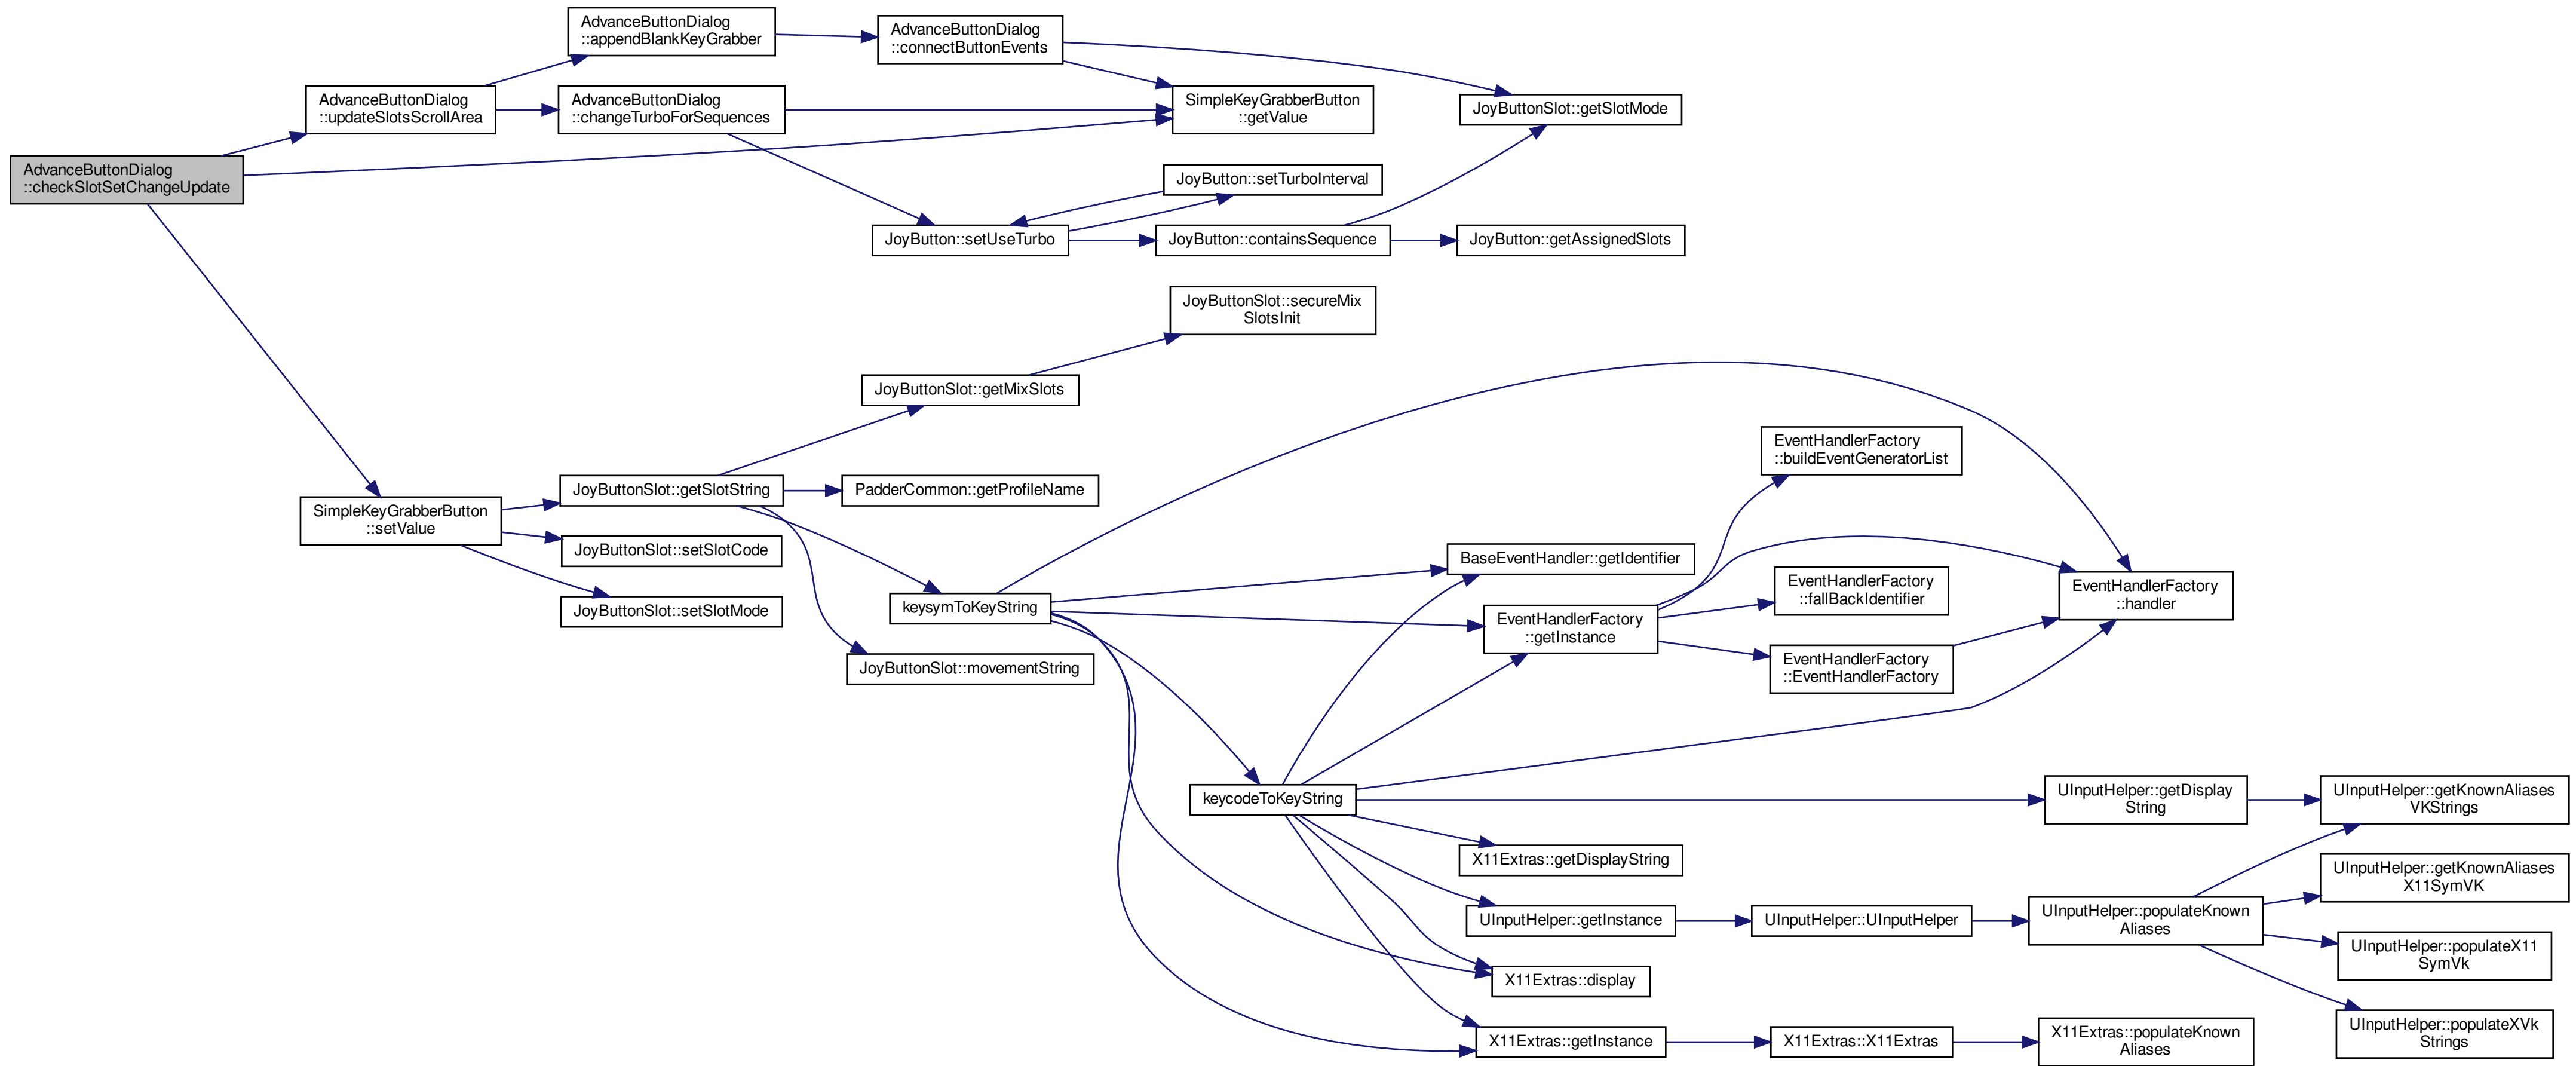 AdvanceButtonDialog
::checkSlotSetChangeUpdate
AdvanceButtonDialog
::updateSlotsScrollArea
AdvanceButtonDialog
::appendBlankKeyGrabber
AdvanceButtonDialog
::connectButtonEvents
AdvanceButtonDialog
::changeTurboForSequences
SimpleKeyGrabberButton
::getValue
JoyButtonSlot::getSlotMode
JoyButton::setTurboInterval
JoyButton::setUseTurbo
JoyButton::containsSequence
JoyButton::getAssignedSlots
JoyButtonSlot::secureMix
SlotsInit
JoyButtonSlot::getMixSlots
SimpleKeyGrabberButton
::setValue
JoyButtonSlot::getSlotString
PadderCommon::getProfileName
JoyButtonSlot::setSlotCode
JoyButtonSlot::setSlotMode
keysymToKeyString
JoyButtonSlot::movementString
EventHandlerFactory
::buildEventGeneratorList
BaseEventHandler::getIdentifier
EventHandlerFactory
::getInstance
EventHandlerFactory
::fallBackIdentifier
EventHandlerFactory
::EventHandlerFactory
EventHandlerFactory
::handler
keycodeToKeyString
UInputHelper::getDisplay
String
UInputHelper::getKnownAliases
VKStrings
X11Extras::getDisplayString
UInputHelper::getKnownAliases
X11SymVK
UInputHelper::getInstance
UInputHelper::UInputHelper
UInputHelper::populateKnown
Aliases
UInputHelper::populateX11
SymVk
X11Extras::display
UInputHelper::populateXVk
Strings
X11Extras::getInstance
X11Extras::X11Extras
X11Extras::populateKnown
Aliases